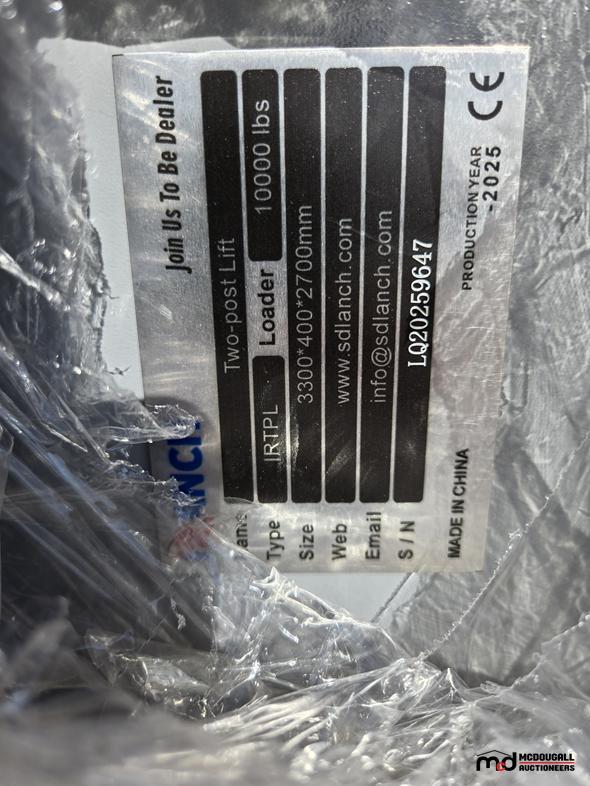 Join Us To Be Dealer
Two-post Lift
Type IRTPL Loader 10000 lbs
Size 3300*400*2700mm
Web www.sdlanch.com
Email info@sdlanch.com
S / N LQ20259647
MADE IN CHINA
PRODUCTION YEAR
-2025
CE
MCDOUGALL
AUCTIONEERS